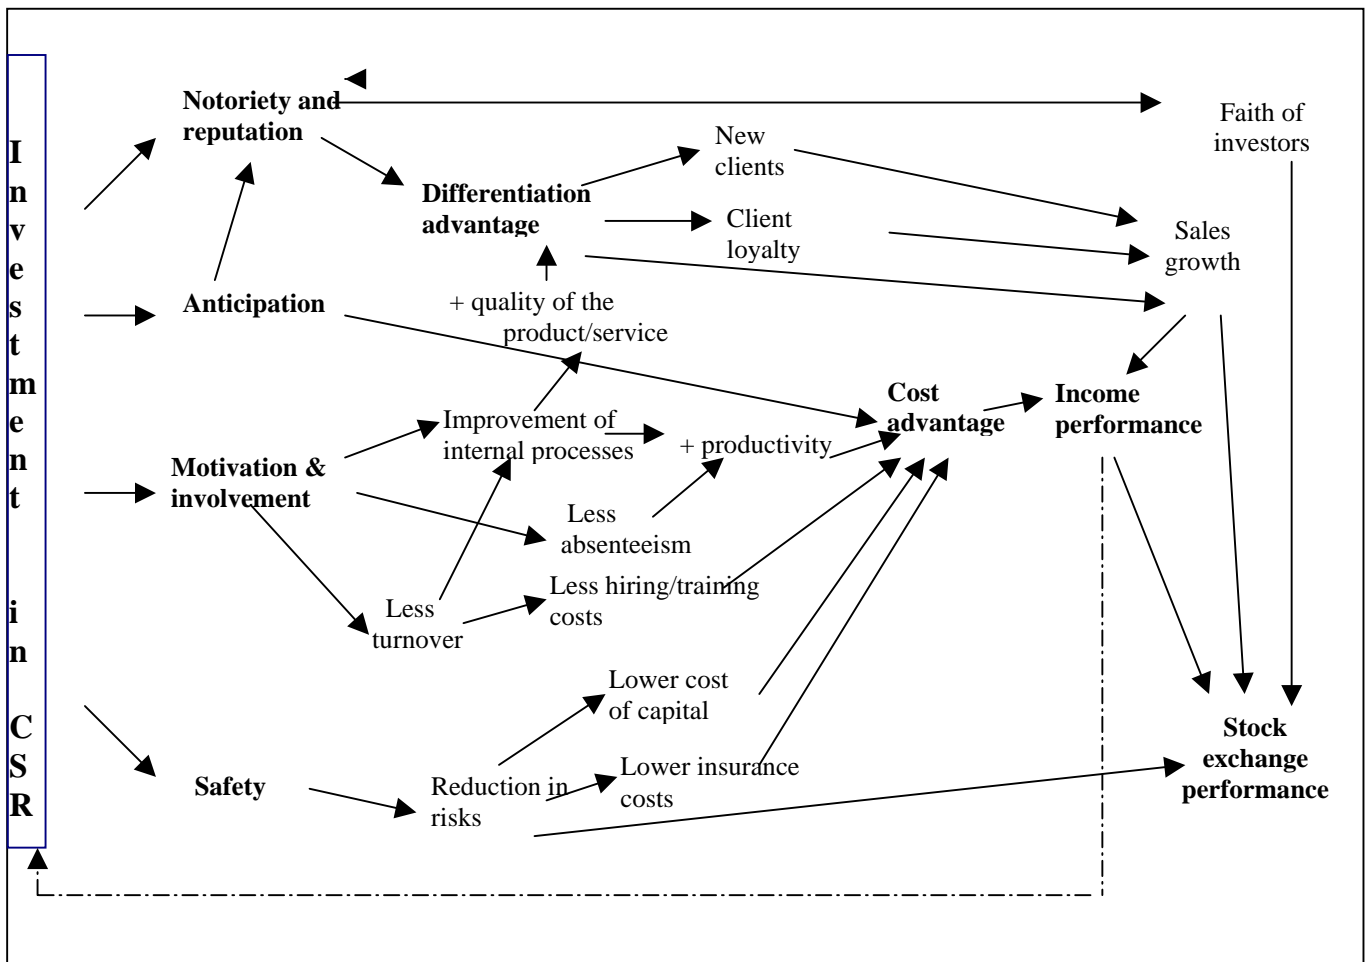 Investment in CSR
Notoriety and
reputation
Faith of
investors
New
clients
Differentiation
advantage
Client
loyalty
Sales
growth
Anticipation
+ quality of the
product/service
Cost
advantage
Income
performance
Improvement of
internal processes
+ productivity
Motivation &
involvement
Less
absenteeism
Less hiring/training
costs
Less
turnover
Lower cost
of capital
Stock
exchange
performance
Safety
Reduction in
risks
Lower insurance
costs